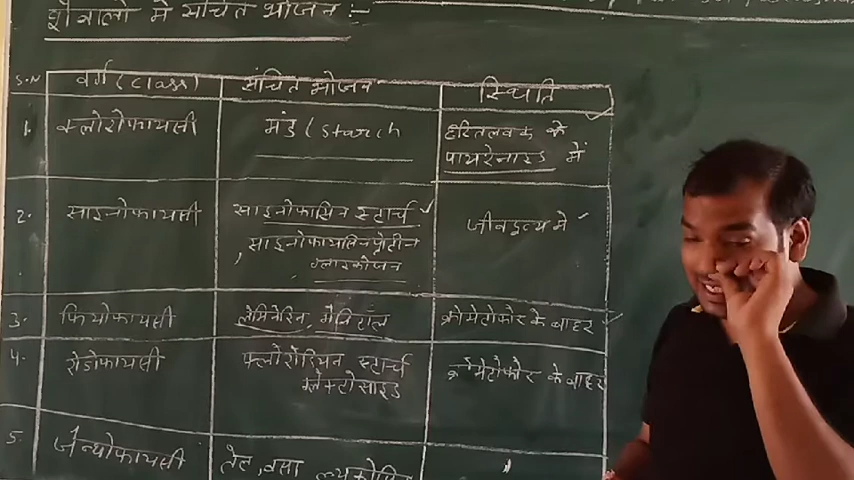 शैवालों में संचित भोजन :-
S.N वर्ग (Class) संचित भोजन स्थिति
1. क्लोरोफायसी मंड (Starch हरितलवक के
पायरेनाइड में
2. साइनोफायसी साइनोफासिन स्टार्च जीवद्रव्य में
, साइनोफायसिन प्रोटीन
ग्लाइकोजन
3. फियोफायसी लैमिनेरिन, मैनिटाल क्रोमेटोफोर के बाहर
4. रोडोफायसी फ्लोरोरियन स्टार्च क्रोमेटोफोर के बाहर
ग्लैक्टोसाइड
5. जैन्थोफायसी तेल, वसा